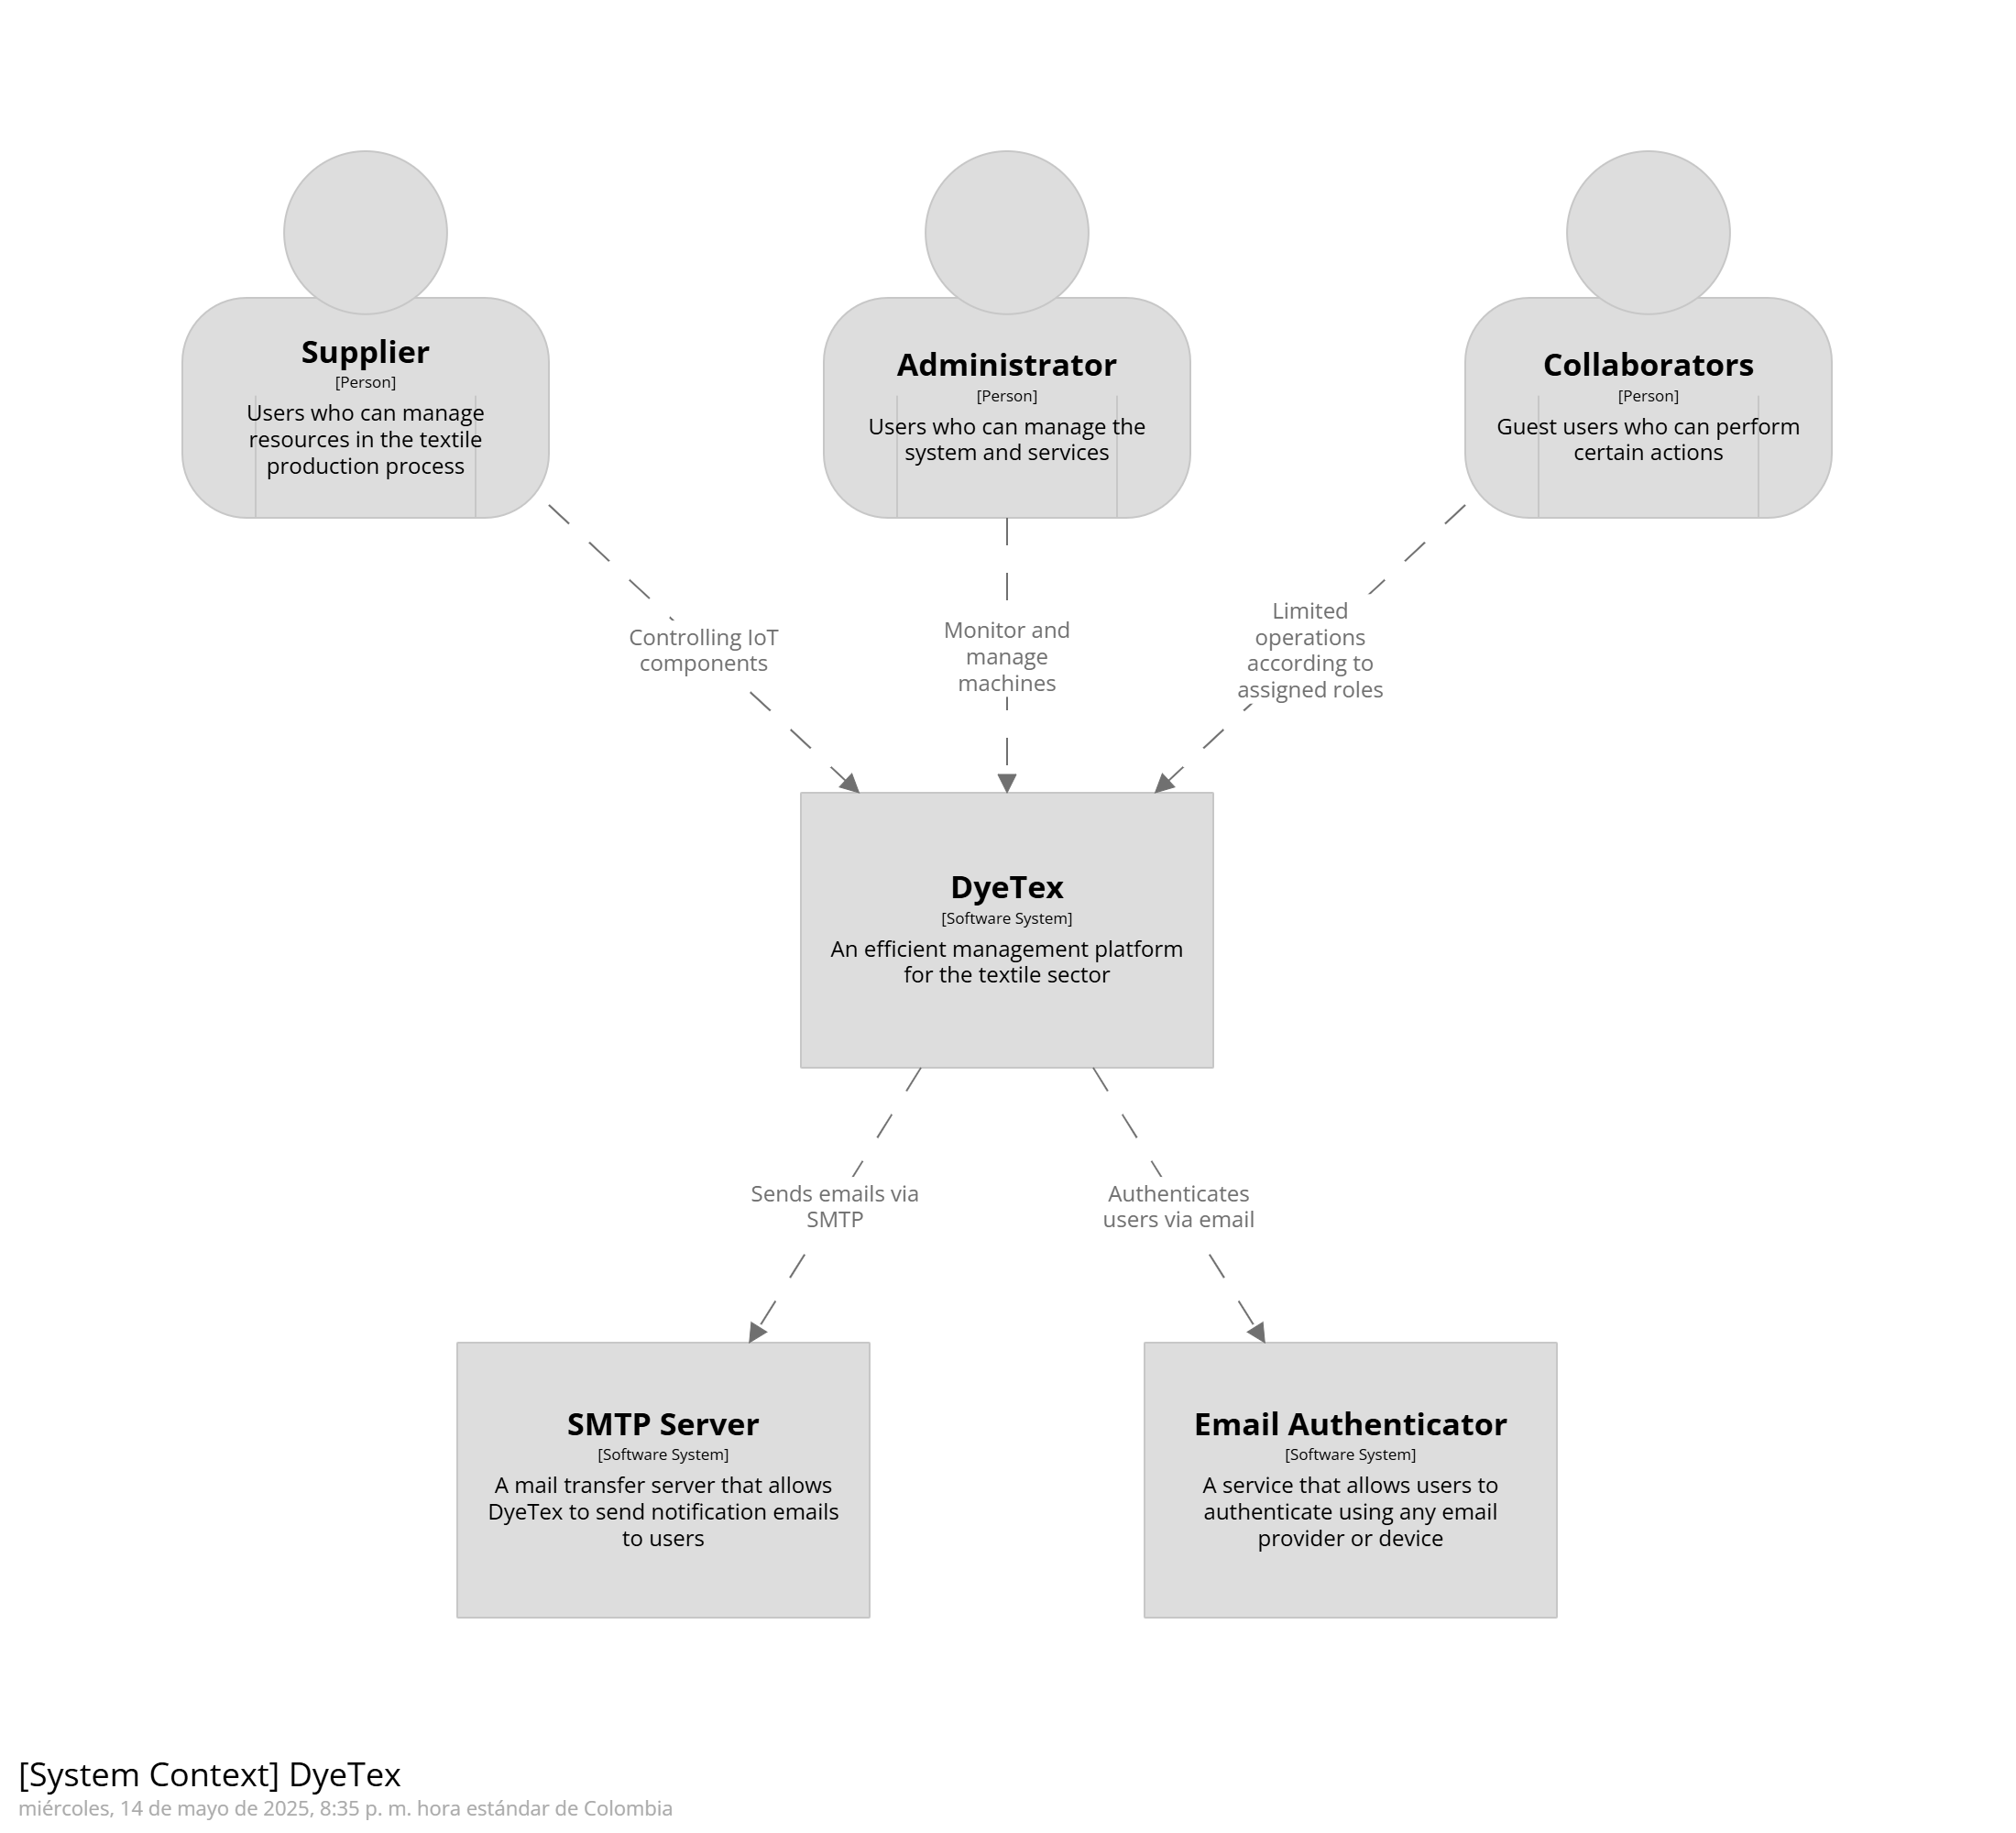 Supplier
[Person]
Users who can manage
resources in the textile
production process
Administrator
[Person]
Users who can manage the
system and services
Collaborators
[Person]
Guest users who can perform
certain actions
Controlling IoT
components
Monitor and
manage
machines
Limited
operations
according to
assigned roles
DyeTex
[Software System]
An efficient management platform
for the textile sector
Sends emails via
SMTP
Authenticates
users via email
SMTP Server
[Software System]
A mail transfer server that allows
DyeTex to send notification emails
to users
Email Authenticator
[Software System]
A service that allows users to
authenticate using any email
provider or device
[System Context] DyeTex
miércoles, 14 de mayo de 2025, 8:35 p. m. hora estándar de Colombia